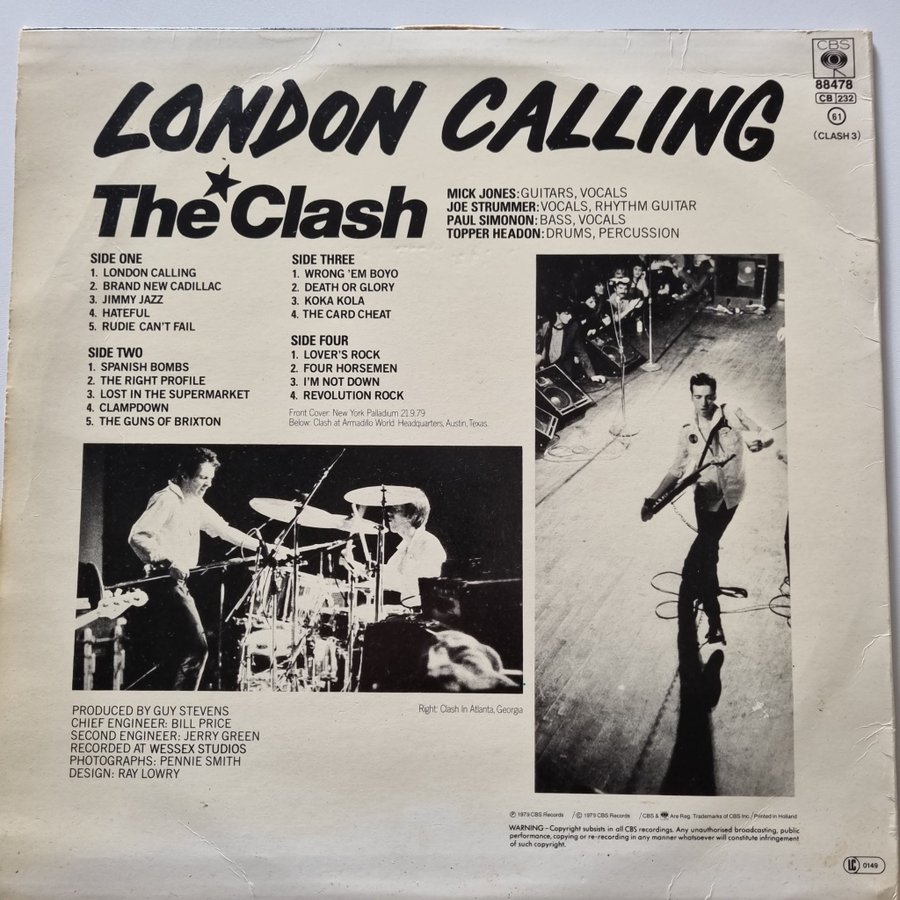 LONDON CALLING
CBS
88478
CB 232
61
(CLASH 3)
The Clash
MICK JONES: GUITARS, VOCALS
JOE STRUMMER: VOCALS, RHYTHM GUITAR
PAUL SIMONON: BASS, VOCALS
TOPPER HEADON: DRUMS, PERCUSSION
SIDE ONE
1. LONDON CALLING
2. BRAND NEW CADILLAC
3. JIMMY JAZZ
4. HATEFUL
5. RUDIE CAN'T FAIL
SIDE TWO
1. SPANISH BOMBS
2. THE RIGHT PROFILE
3. LOST IN THE SUPERMARKET
4. CLAMPDOWN
5. THE GUNS OF BRIXTON
SIDE THREE
1. WRONG 'EM BOYO
2. DEATH OR GLORY
3. KOKA KOLA
4. THE CARD CHEAT
SIDE FOUR
1. LOVER'S ROCK
2. FOUR HORSEMEN
3. I'M NOT DOWN
4. REVOLUTION ROCK
Front Cover: New York Palladium 21.9.79
Below: Clash at Armadillo World Headquarters, Austin, Texas.
Right: Clash In Atlanta, Georgia
PRODUCED BY GUY STEVENS
CHIEF ENGINEER: BILL PRICE
SECOND ENGINEER: JERRY GREEN
RECORDED AT WESSEX STUDIOS
PHOTOGRAPHS: PENNIE SMITH
DESIGN: RAY LOWRY
℗ 1979 CBS Records /© 1979 CBS Records /CBS & Are Reg. Trademarks of CBS Inc./Printed in Holland
WARNING – Copyright subsists in all CBS recordings. Any unauthorised broadcasting, public
performance, copying or re-recording in any manner whatsoever will constitute infringement
of such copyright.
LC 0149